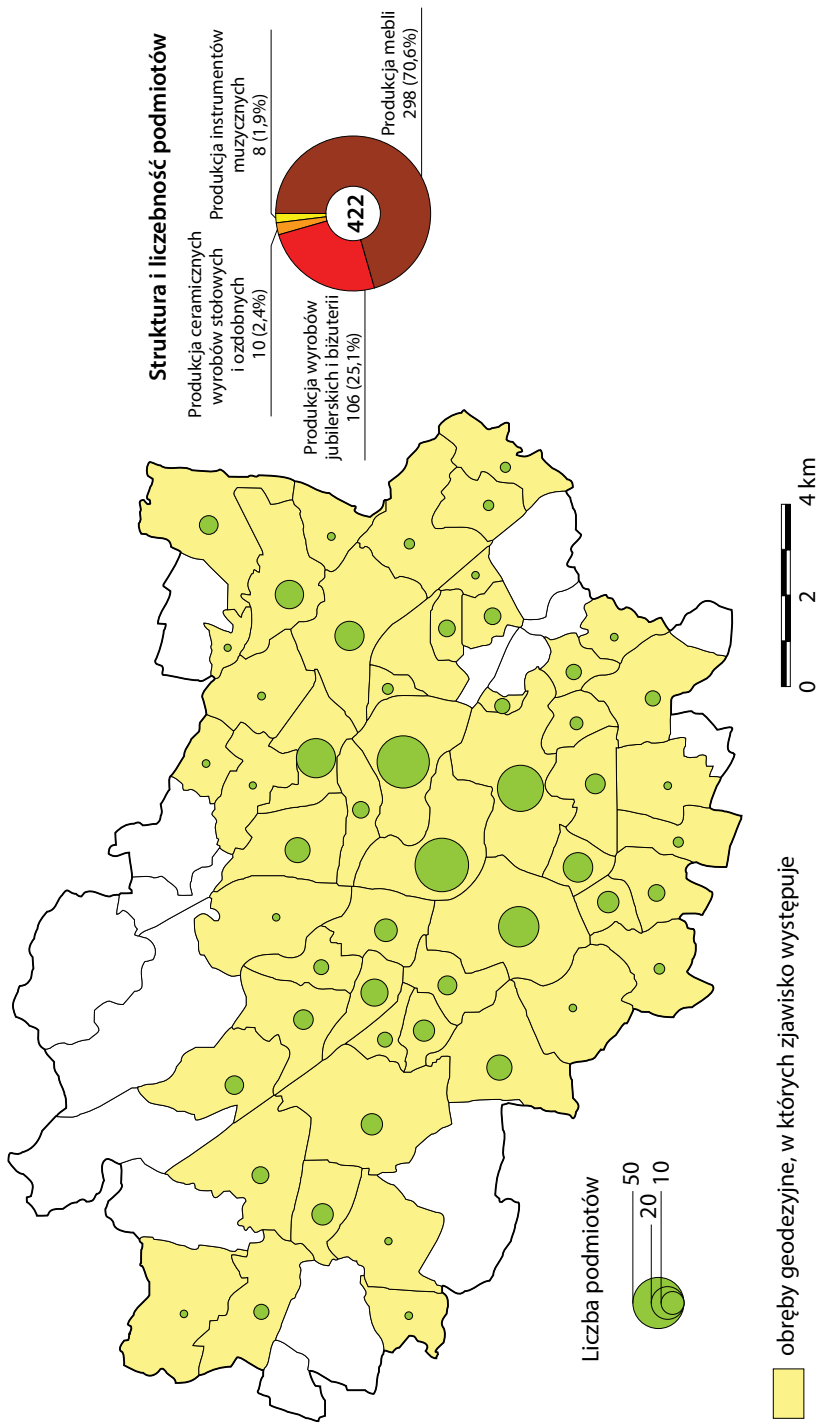 Struktura i liczebność podmiotów
Produkcja ceramicznych
wyrobów stołowych
i ozdobnych
10 (2,4%)
Produkcja instrumentów
muzycznych
8 (1,9%)
Produkcja wyrobów
jubilerskich i biżuterii
106 (25,1%)
422
Produkcja mebli
298 (70,6%)
Liczba podmiotów
50
20
10
0
2
4 km
obręby geodezyjne, w których zjawisko występuje